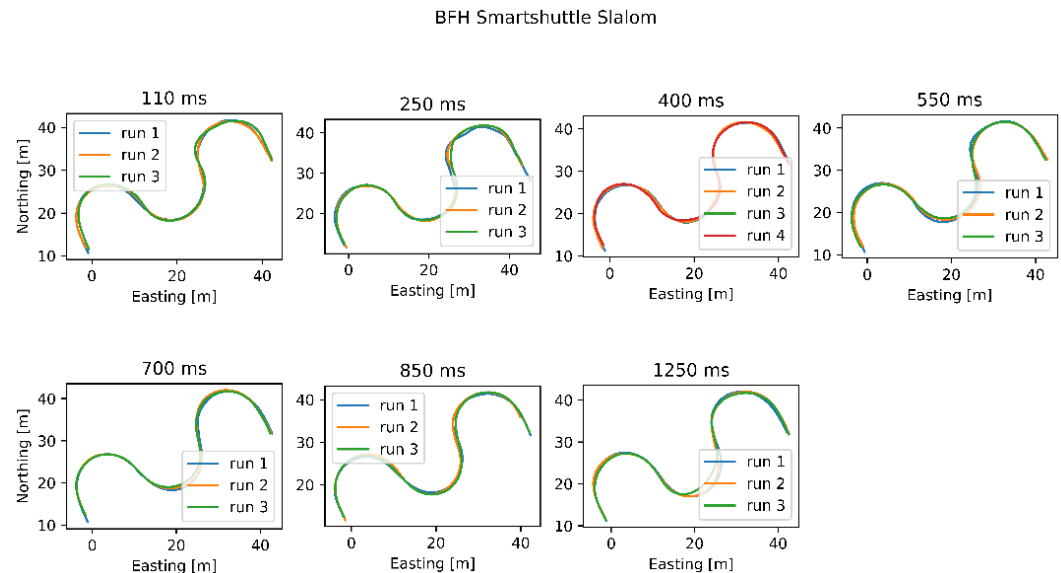 BFH Smartshuttle Slalom
110 ms
Northing [m]
40
30
20
10
0
20
40
Easting [m]
run 1
run 2
run 3
250 ms
40
30
20
0
20
40
Easting [m]
run 1
run 2
run 3
400 ms
40
30
20
10
0
20
40
Easting [m]
run 1
run 2
run 3
run 4
550 ms
40
30
20
10
0
20
40
Easting [m]
run 1
run 2
run 3
700 ms
Northing [m]
40
30
20
10
0
20
40
Easting [m]
run 1
run 2
run 3
850 ms
40
30
20
0
20
40
Easting [m]
run 1
run 2
run 3
1250 ms
40
30
20
10
0
20
40
Easting [m]
run 1
run 2
run 3